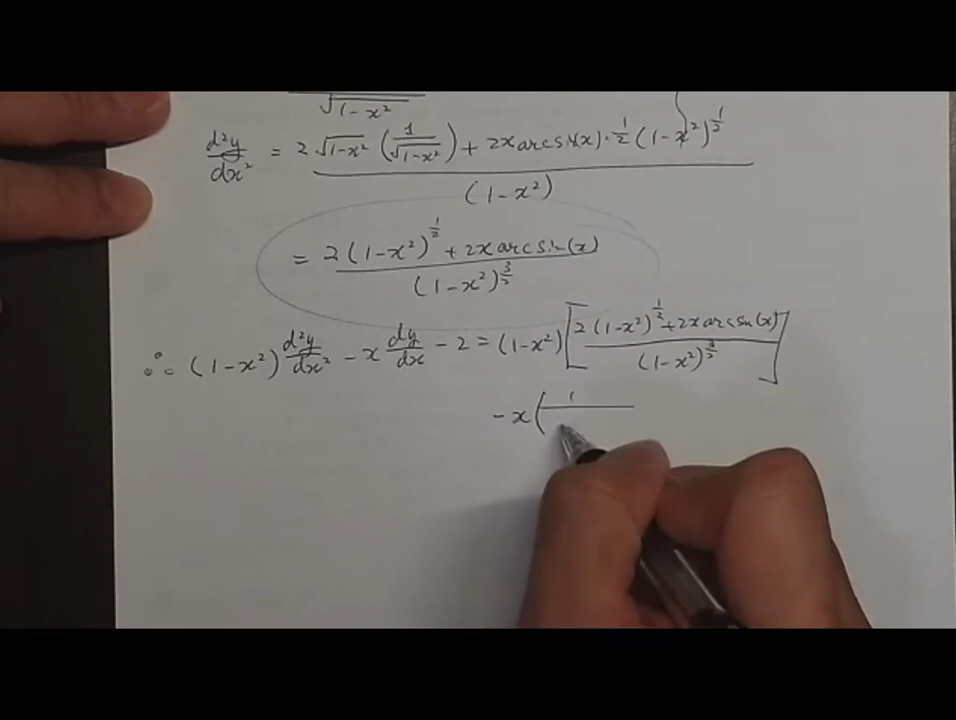 √1-x²
d²y/dx² = 2√1-x² (1/√1-x²) + 2x arcsin(x)·1/2 (1-x²)^1/2 / (1-x²)
= 2(1-x²)^1/2 + 2x arcsin(x) / (1-x²)^3/2
∴ (1-x²) d²y/dx² - x dy/dx - 2 = (1-x²) [2(1-x²)^1/2 + 2x arcsin(x) / (1-x²)^3/2]
- x ( 1